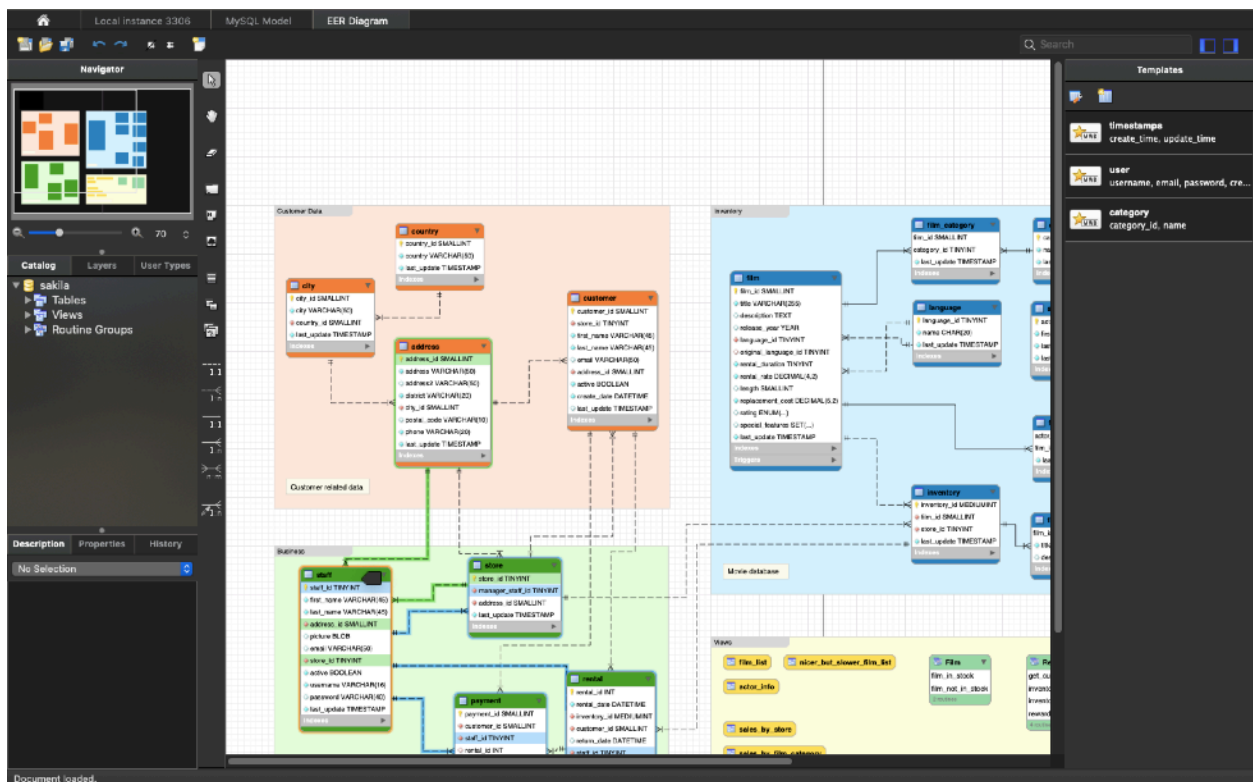 Local instance 3306
MySQL Model
EER Diagram
Search
Navigator
70
Catalog
Layers
User Types
sakila
Tables
Views
Routine Groups
Description
Properties
History
No Selection
Document loaded.
Templates
timestamps
create_time, update_time
user
username, email, password, cre...
category
category_id, name
Customer Data
country
country_id SMALLINT
country VARCHAR(50)
last_update TIMESTAMP
Indexes
city
city_id SMALLINT
city VARCHAR(50)
country_id SMALLINT
last_update TIMESTAMP
Indexes
address
address_id SMALLINT
address VARCHAR(50)
address2 VARCHAR(50)
district VARCHAR(20)
city_id SMALLINT
postal_code VARCHAR(10)
phone VARCHAR(20)
last_update TIMESTAMP
Indexes
customer
customer_id SMALLINT
store_id TINYINT
first_name VARCHAR(45)
last_name VARCHAR(45)
email VARCHAR(50)
address_id SMALLINT
active BOOLEAN
create_date DATETIME
last_update TIMESTAMP
Indexes
Customer related data
Business
staff
staff_id TINYINT
first_name VARCHAR(45)
last_name VARCHAR(45)
address_id SMALLINT
picture BLOB
email VARCHAR(50)
store_id TINYINT
active BOOLEAN
username VARCHAR(16)
password VARCHAR(40)
last_update TIMESTAMP
Indexes
store
store_id TINYINT
manager_staff_id TINYINT
address_id SMALLINT
last_update TIMESTAMP
Indexes
payment
payment_id SMALLINT
customer_id SMALLINT
staff_id TINYINT
rental_id INT
rental
rental_id INT
rental_date DATETIME
inventory_id MEDIUMINT
customer_id SMALLINT
return_date DATETIME
staff_id TINYINT
Inventory
film
film_id SMALLINT
title VARCHAR(255)
description TEXT
release_year YEAR
language_id TINYINT
original_language_id TINYINT
rental_duration TINYINT
rental_rate DECIMAL(4,2)
length SMALLINT
replacement_cost DECIMAL(5,2)
rating ENUM(...)
special_features SET(...)
last_update TIMESTAMP
Indexes
Triggers
film_category
film_id SMALLINT
category_id TINYINT
last_update TIMESTAMP
Indexes
language
language_id TINYINT
name CHAR(20)
last_update TIMESTAMP
Indexes
inventory
inventory_id MEDIUMINT
film_id SMALLINT
store_id TINYINT
last_update TIMESTAMP
Indexes
Movie database
Views
film_list
nicer_but_slower_film_list
actor_info
sales_by_store
sales_by_film_category
Film
film_in_stock
film_not_in_stock